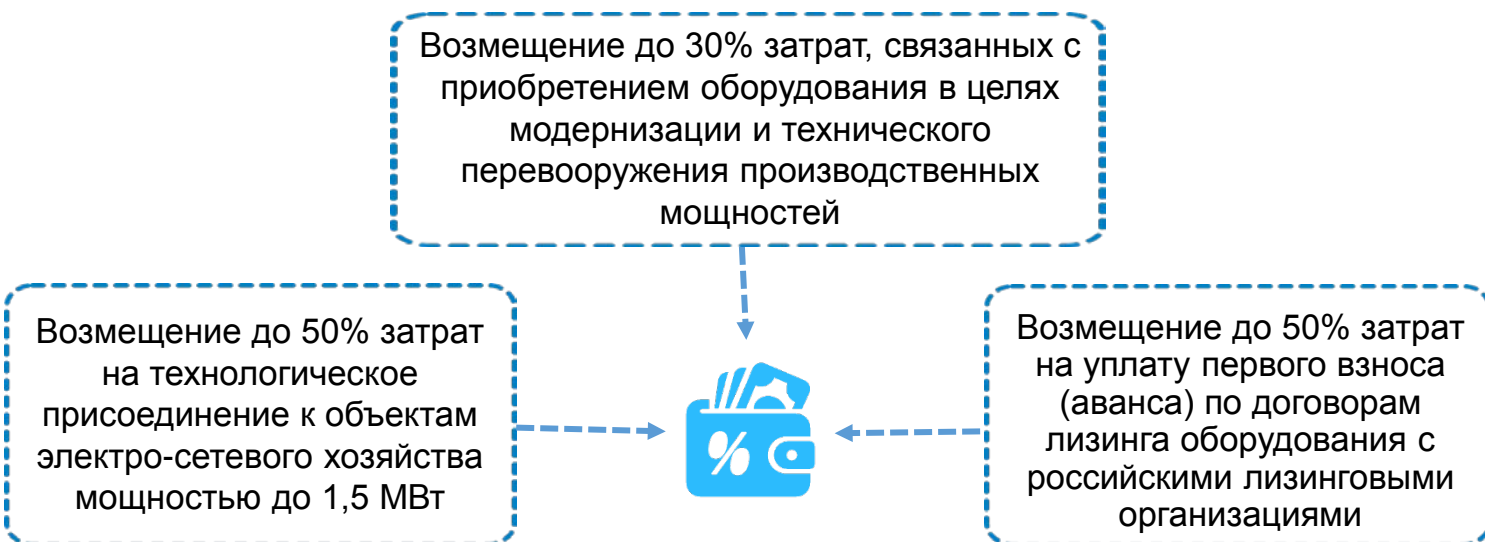 Возмещение до 30% затрат, связанных с
приобретением оборудования в целях
модернизации и технического
перевооружения производственных
мощностей
Возмещение до 50% затрат
на технологическое
присоединение к объектам
электро-сетевого хозяйства
мощностью до 1,5 МВт
%
Возмещение до 50% затрат
на уплату первого взноса
(аванса) по договорам
лизинга оборудования с
российскими лизинговыми
организациями